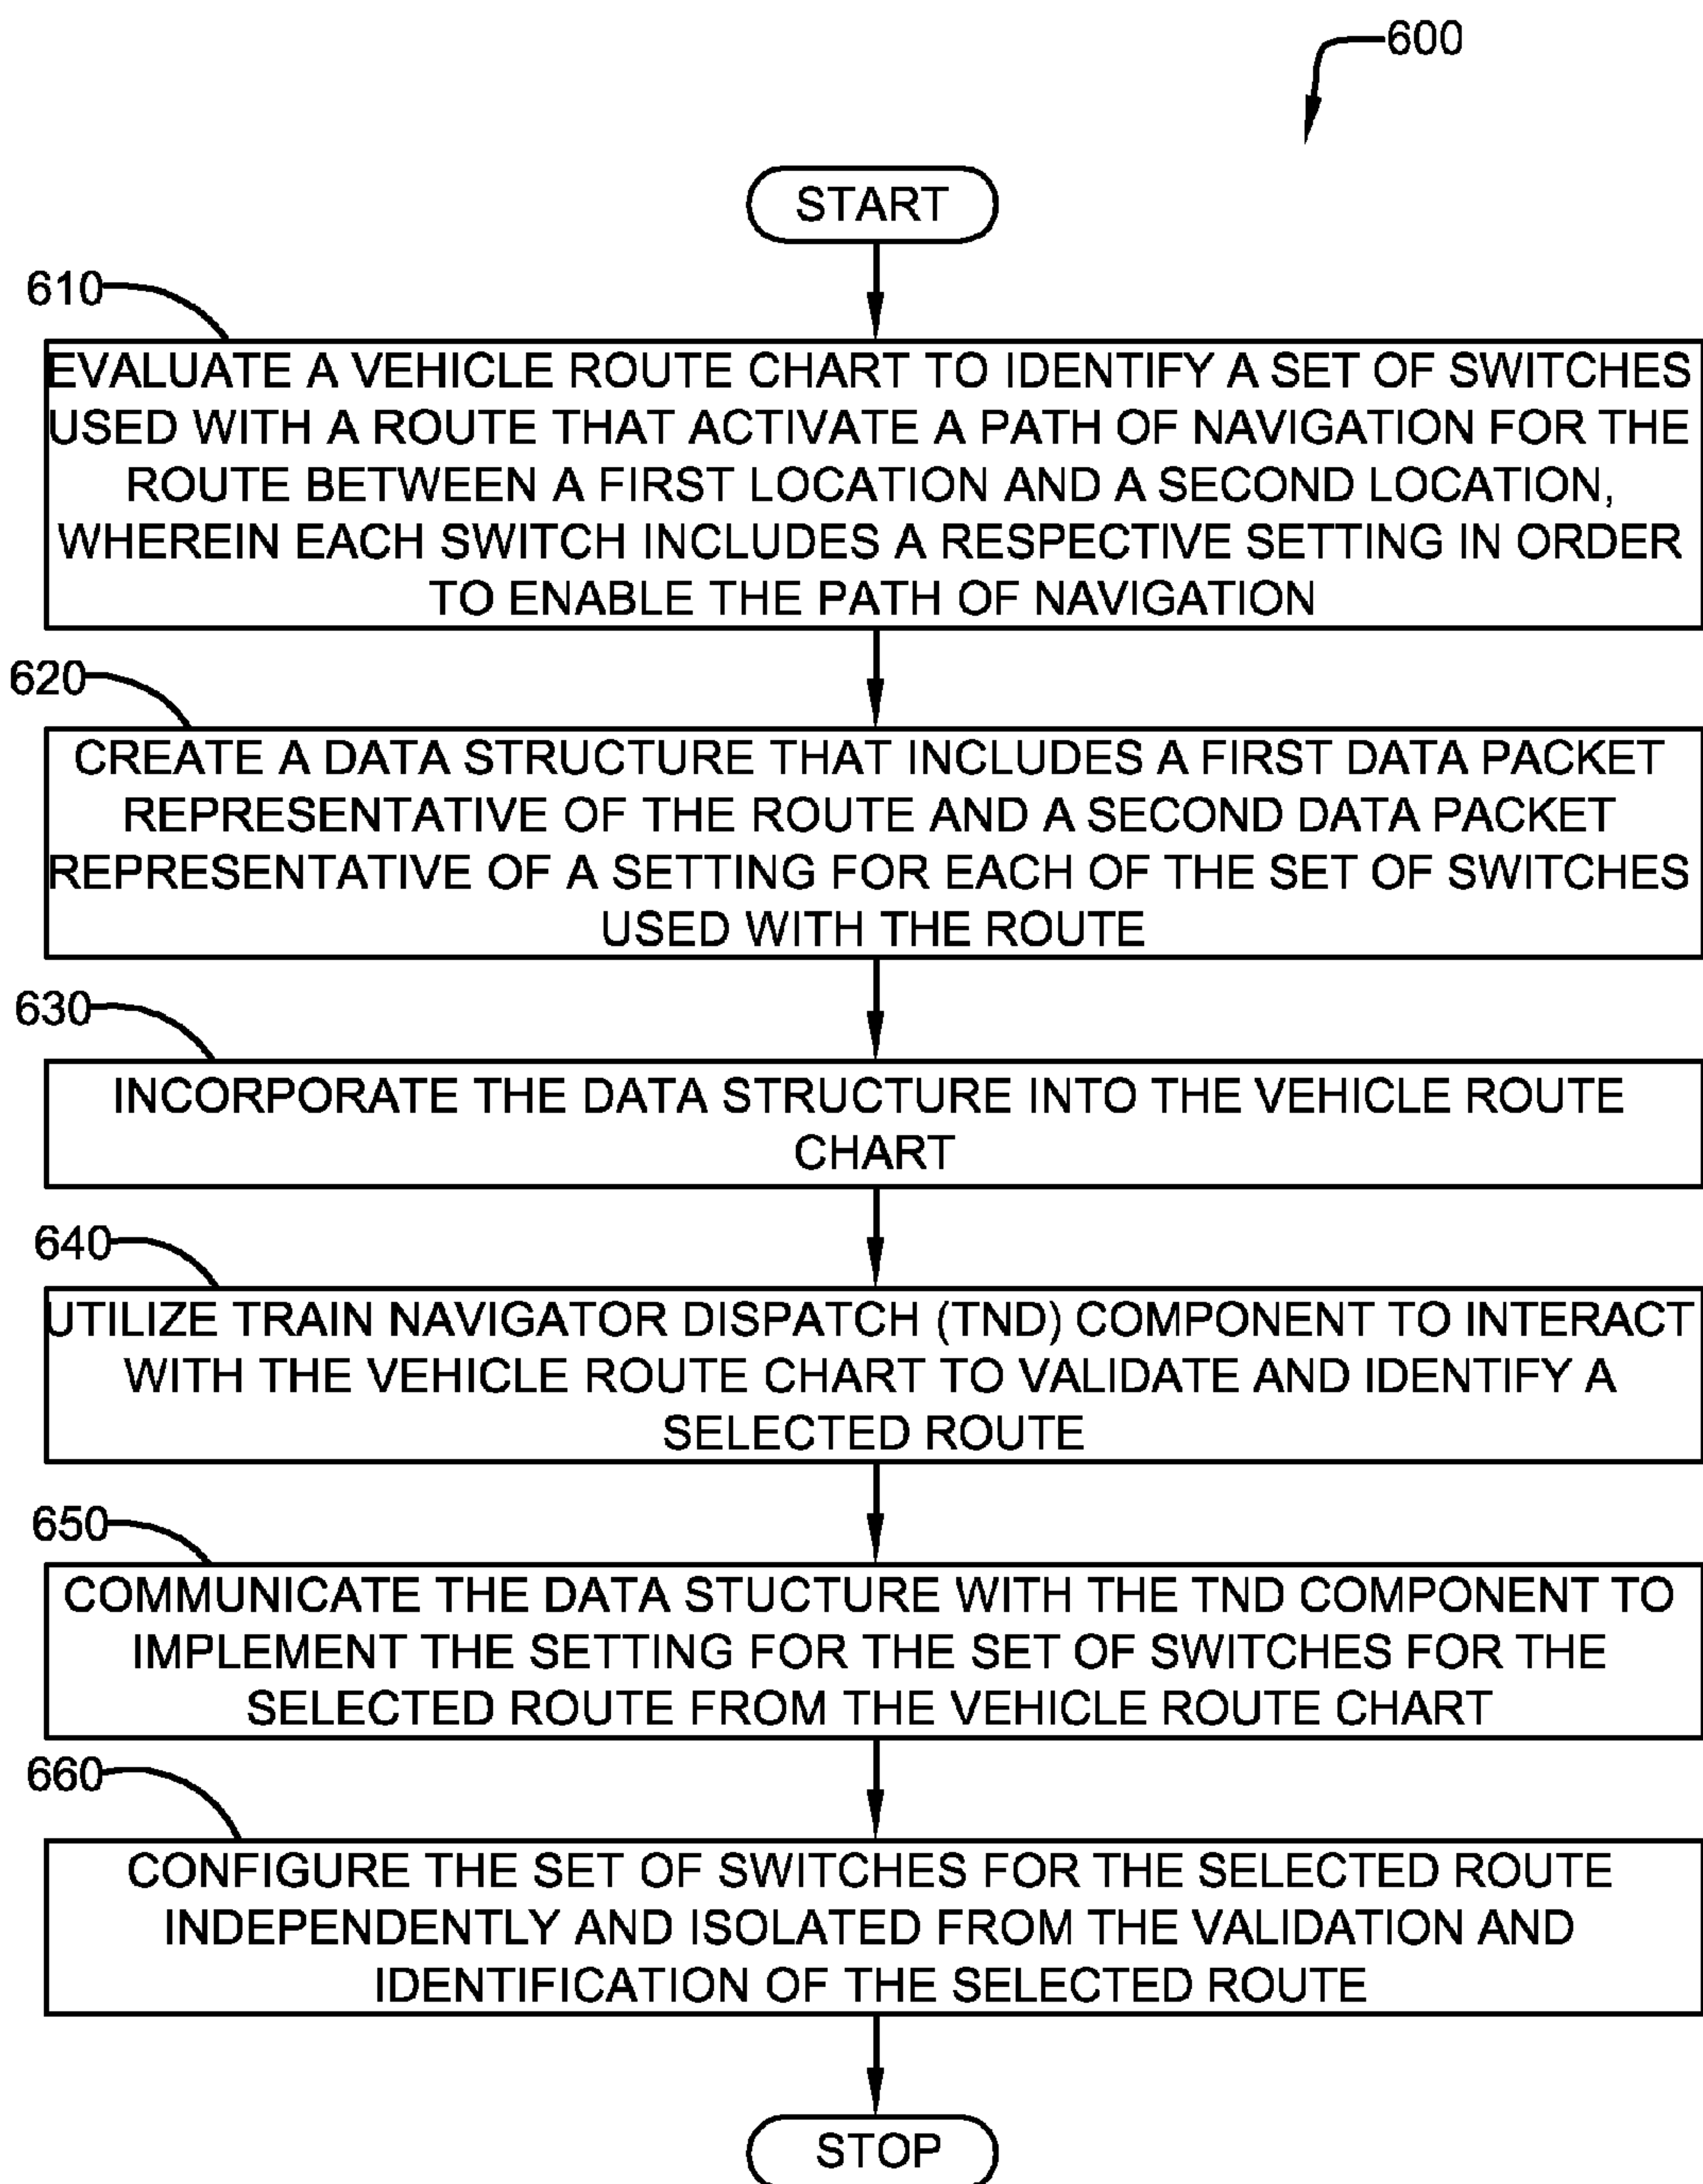 600
START
610
EVALUATE A VEHICLE ROUTE CHART TO IDENTIFY A SET OF SWITCHES
USED WITH A ROUTE THAT ACTIVATE A PATH OF NAVIGATION FOR THE
ROUTE BETWEEN A FIRST LOCATION AND A SECOND LOCATION,
WHEREIN EACH SWITCH INCLUDES A RESPECTIVE SETTING IN ORDER
TO ENABLE THE PATH OF NAVIGATION
620
CREATE A DATA STRUCTURE THAT INCLUDES A FIRST DATA PACKET
REPRESENTATIVE OF THE ROUTE AND A SECOND DATA PACKET
REPRESENTATIVE OF A SETTING FOR EACH OF THE SET OF SWITCHES
USED WITH THE ROUTE
630
INCORPORATE THE DATA STRUCTURE INTO THE VEHICLE ROUTE
CHART
640
UTILIZE TRAIN NAVIGATOR DISPATCH (TND) COMPONENT TO INTERACT
WITH THE VEHICLE ROUTE CHART TO VALIDATE AND IDENTIFY A
SELECTED ROUTE
650
COMMUNICATE THE DATA STUCTURE WITH THE TND COMPONENT TO
IMPLEMENT THE SETTING FOR THE SET OF SWITCHES FOR THE
SELECTED ROUTE FROM THE VEHICLE ROUTE CHART
660
CONFIGURE THE SET OF SWITCHES FOR THE SELECTED ROUTE
INDEPENDENTLY AND ISOLATED FROM THE VALIDATION AND
IDENTIFICATION OF THE SELECTED ROUTE
STOP